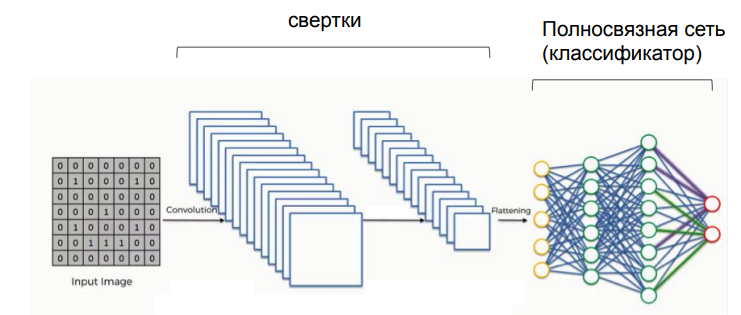 свертки
Полносвязная сеть
(классификатор)
0 0 0 0 0 0 0
0 1 0 0 0 1 0
0 0 0 0 0 0 0
0 0 0 1 0 0 0
0 1 0 0 0 1 0
0 0 1 1 1 0 0
0 0 0 0 0 0 0
Convolution
Flattening
Input Image